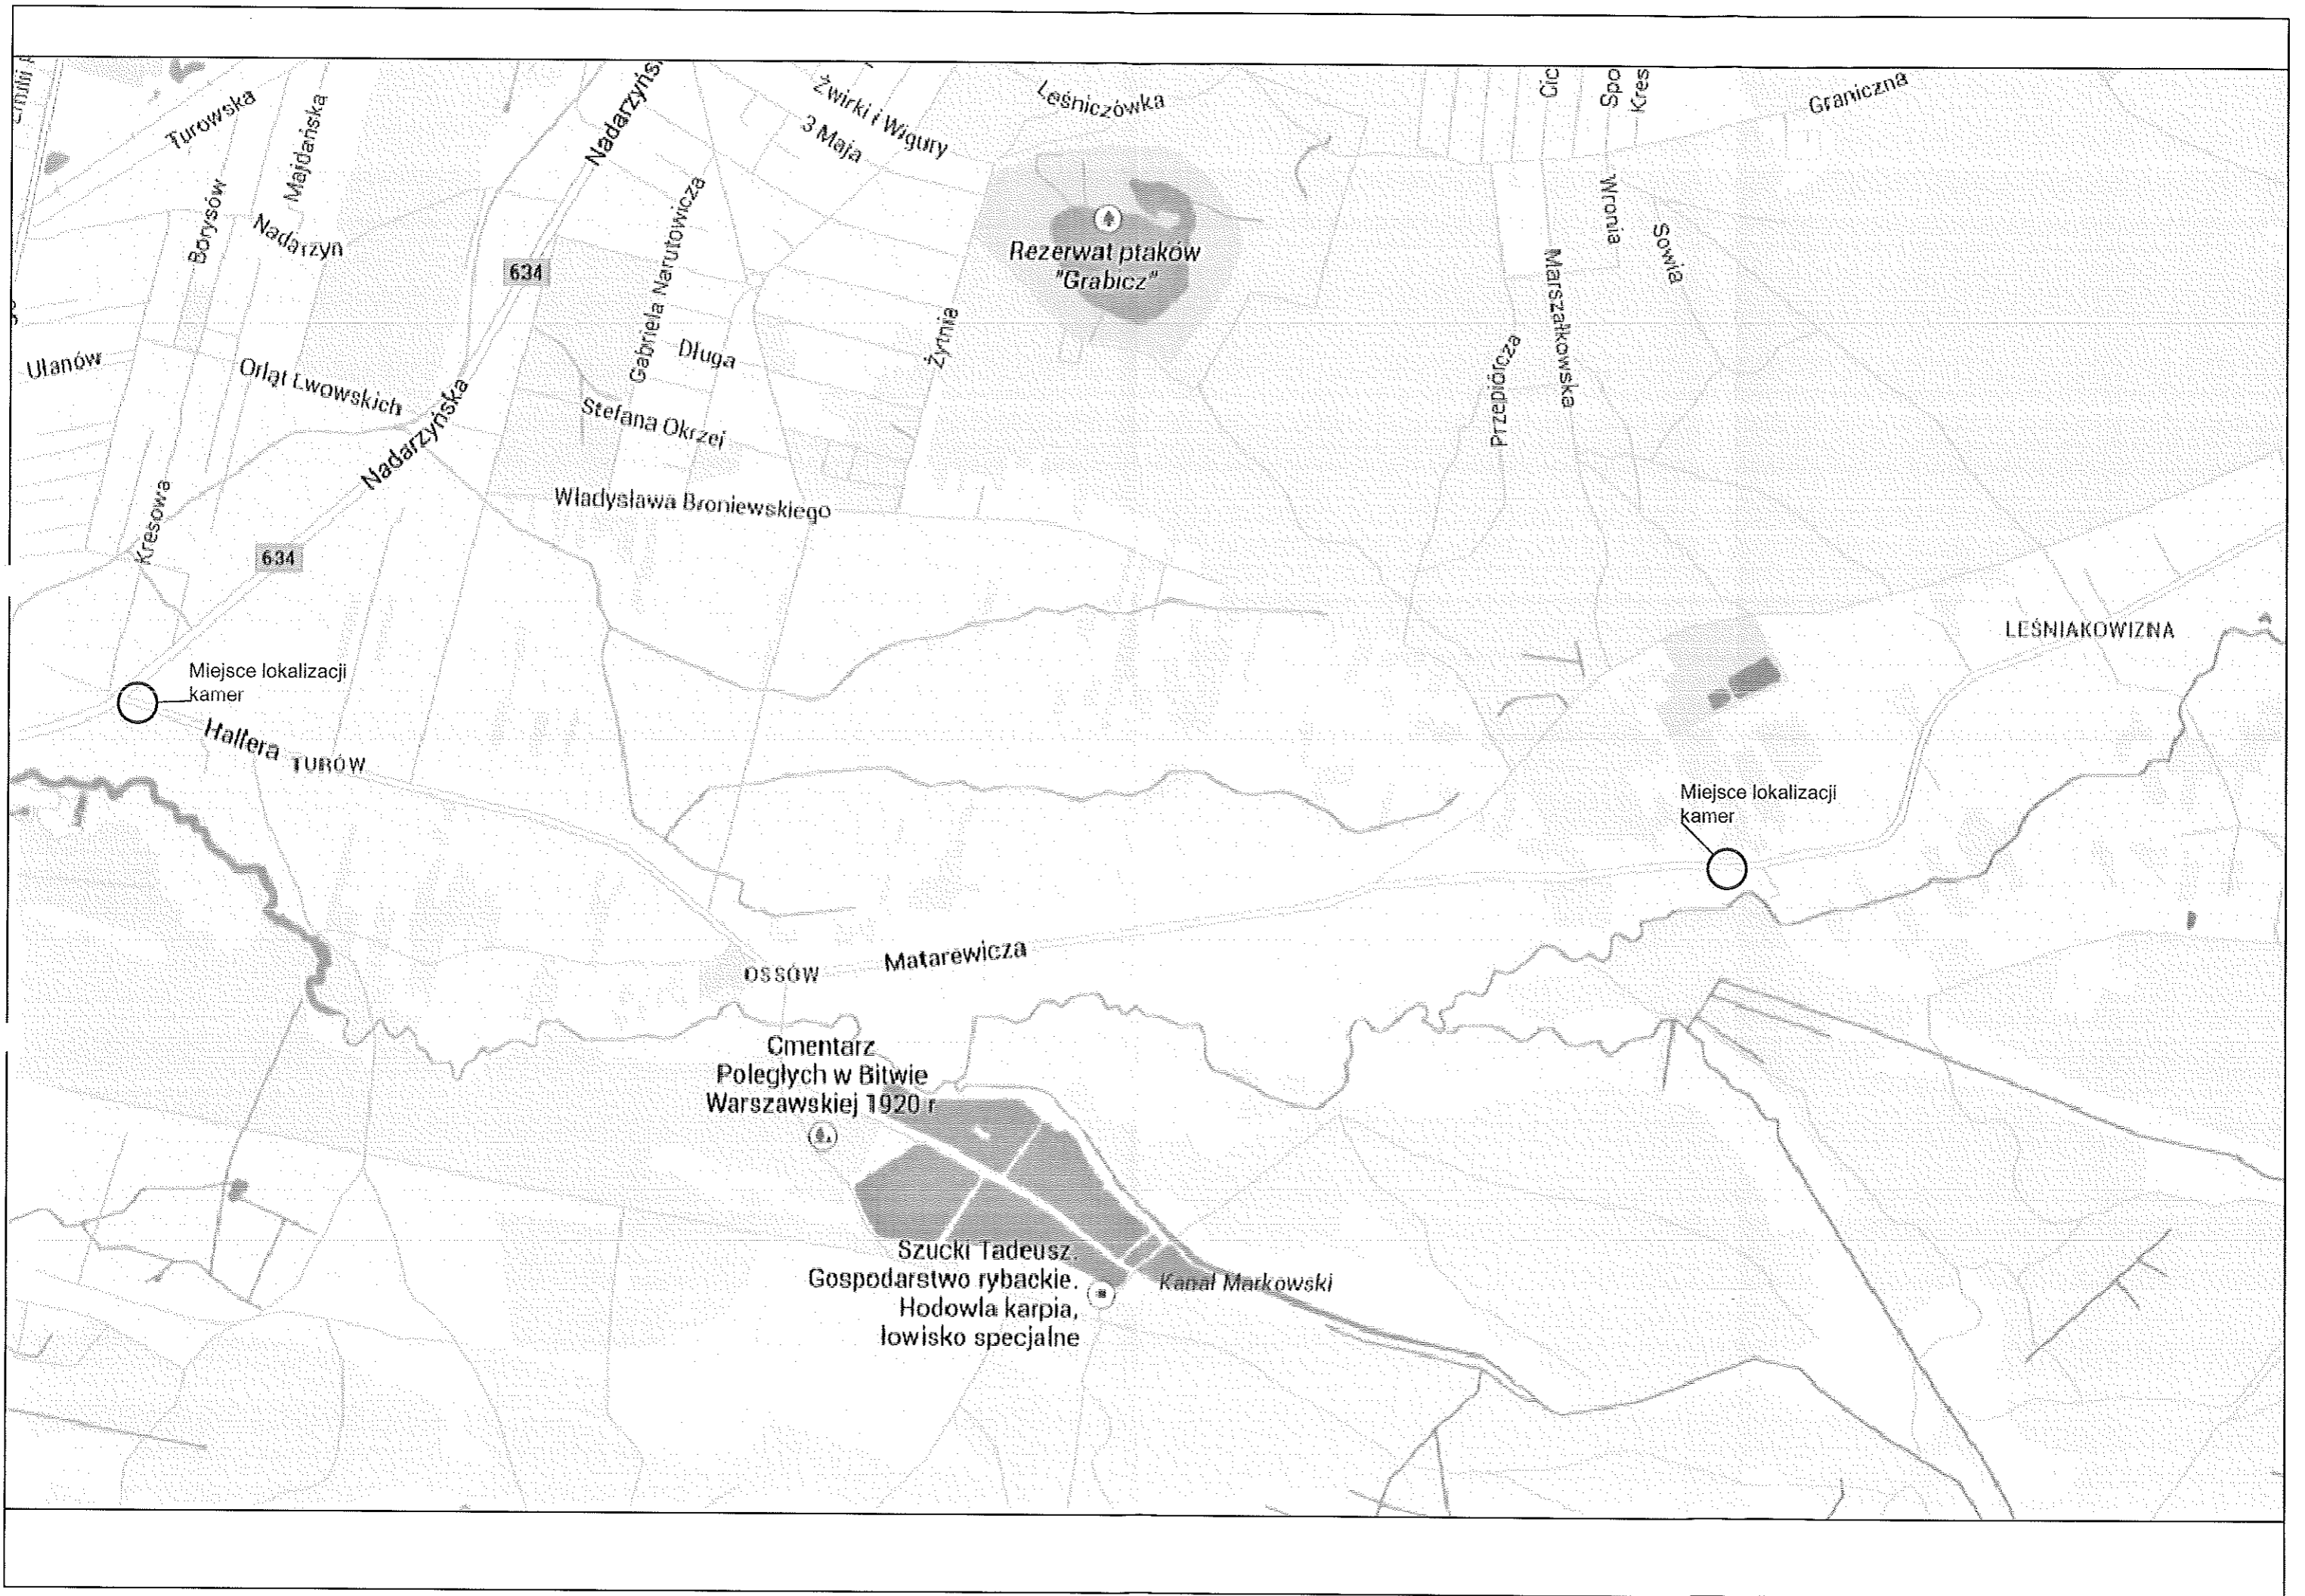 Turowska
Majdańska
Borysów
Nadarzyn
Nadarzyńs
634
Żwirki i Wigury
3 Maja
Leśniczówka
Gabriela Narutowicza
Rezerwat ptaków
"Grabicz"
Spo
Kres
Graniczna
Wronia
Sowia
Marszałkowska
Przepiórcza
Żytnia
Długa
Stefana Okrzei
Ułanów
Orląt Lwowskich
Nadarzyńska
Władysława Broniewskiego
Kresowa
634
LEŚNIAKOWIZNA
Miejsce lokalizacji
kamer
Hallera
TURÓW
Miejsce lokalizacji
kamer
OSSÓW
Matarewicza
Cmentarz
Poległych w Bitwie
Warszawskiej 1920 r
Szucki Tadeusz.
Gospodarstwo rybackie.
Hodowla karpia,
łowisko specjalne
Kanał Markowski